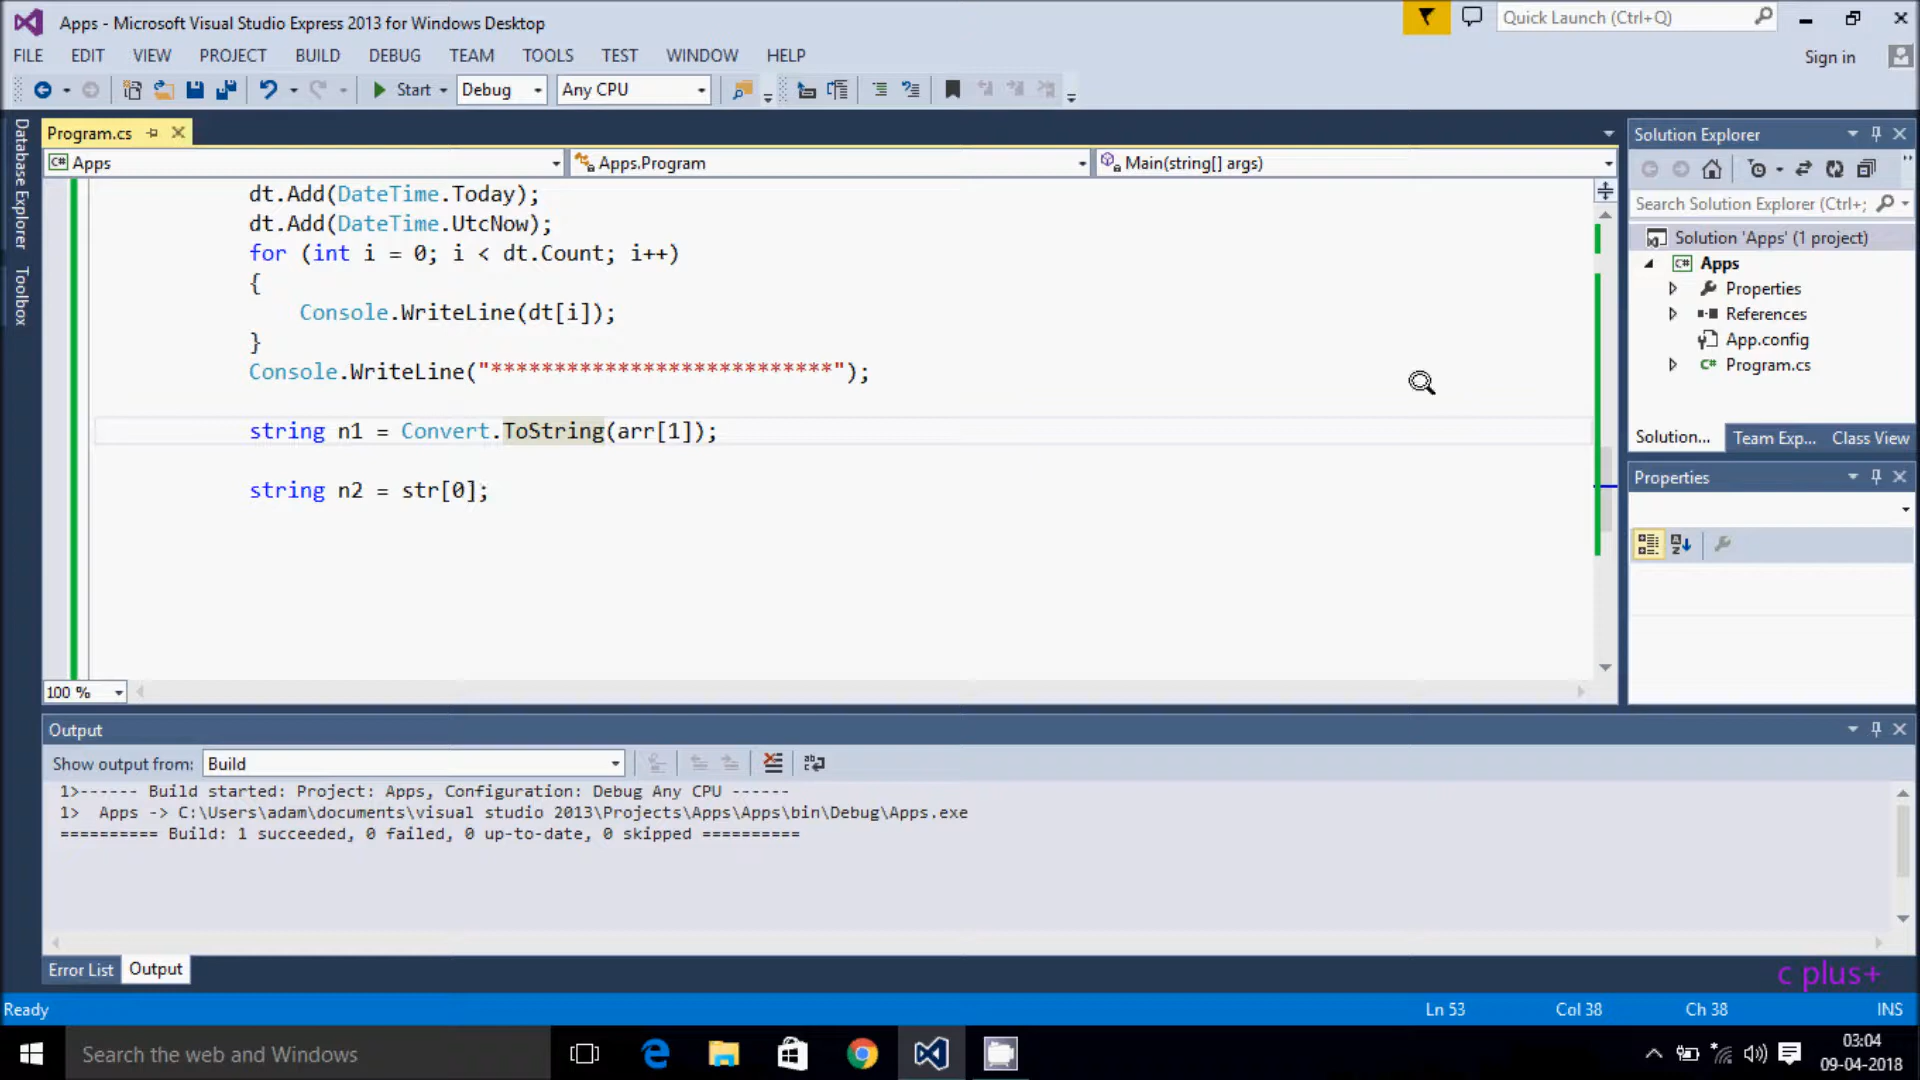 Apps - Microsoft Visual Studio Express 2013 for Windows Desktop
Quick Launch (Ctrl+Q)
FILE EDIT VIEW PROJECT BUILD DEBUG TEAM TOOLS TEST WINDOW HELP
Sign in
Start Debug Any CPU
Database Explorer
Toolbox
Program.cs
Apps Apps.Program Main(string[] args)
dt.Add(DateTime.Today);
dt.Add(DateTime.UtcNow);
for (int i = 0; i < dt.Count; i++)
{
Console.WriteLine(dt[i]);
}
Console.WriteLine("***************************");
string n1 = Convert.ToString(arr[1]);
string n2 = str[0];
100 %
Solution Explorer
Search Solution Explorer (Ctrl+;
Solution 'Apps' (1 project)
C# Apps
Properties
References
App.config
C# Program.cs
Solution... Team Exp... Class View
Properties
Output
Show output from: Build
1>------ Build started: Project: Apps, Configuration: Debug Any CPU ------
1>  Apps -> C:\Users\adam\documents\visual studio 2013\Projects\Apps\Apps\bin\Debug\Apps.exe
========== Build: 1 succeeded, 0 failed, 0 up-to-date, 0 skipped ==========
Error List Output
c plus+
Ready Ln 53 Col 38 Ch 38 INS
Search the web and Windows
03:04
09-04-2018